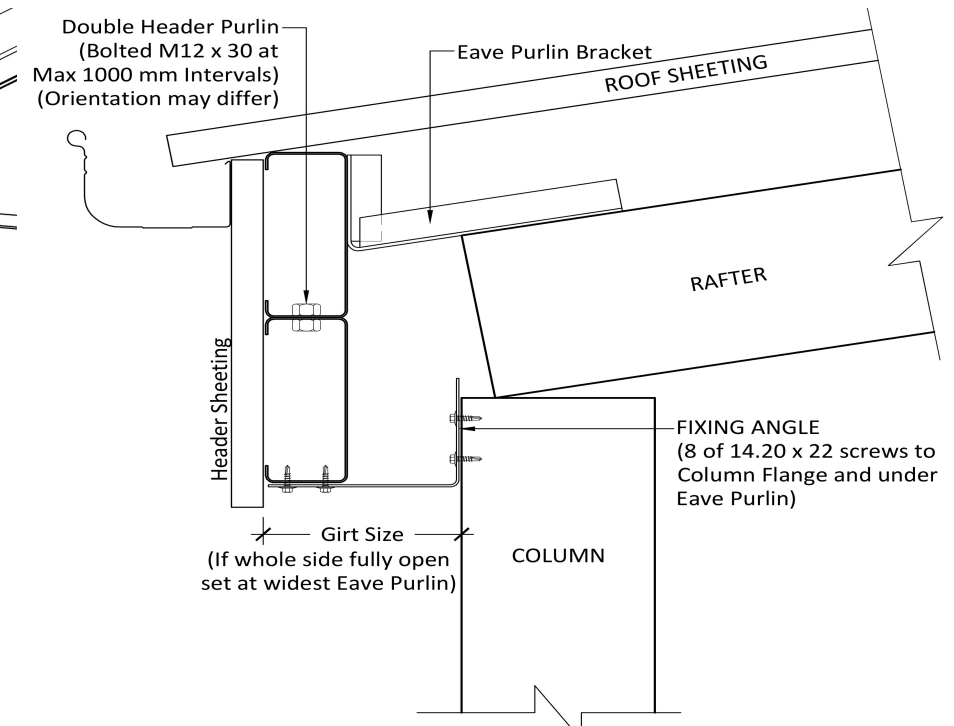 Double Header Purlin
(Bolted M12 x 30 at
Max 1000 mm Intervals)
(Orientation may differ)
Eave Purlin Bracket
ROOF SHEETING
RAFTER
Header Sheeting
FIXING ANGLE
(8 of 14.20 x 22 screws to
Column Flange and under
Eave Purlin)
Girt Size
(If whole side fully open
set at widest Eave Purlin)
COLUMN